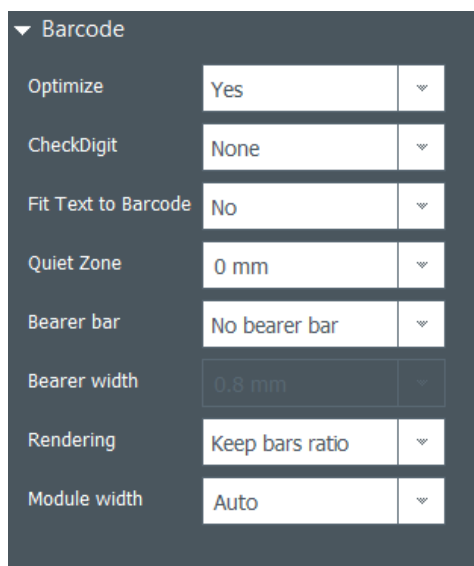 Barcode
Optimize Yes
CheckDigit None
Fit Text to Barcode No
Quiet Zone 0 mm
Bearer bar No bearer bar
Bearer width 0.8 mm
Rendering Keep bars ratio
Module width Auto